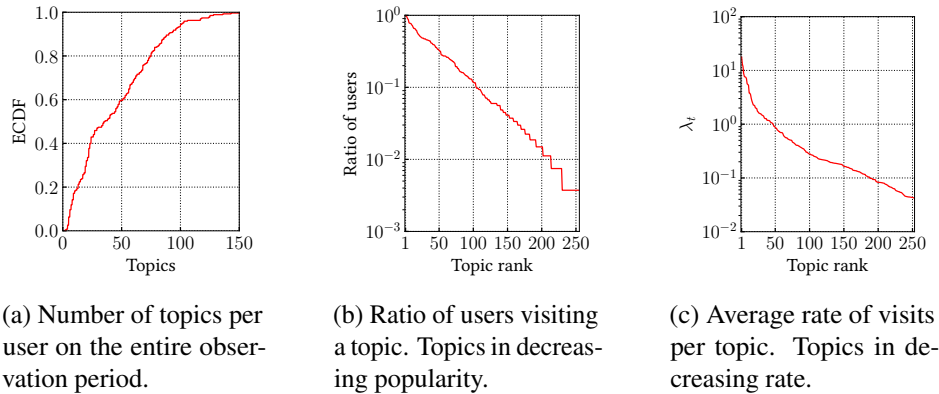 1.0
0.8
0.6
0.4
0.2
0.0
ECDF
0 50 100 150
Topics
10^0
10^-1
10^-2
10^-3
Ratio of users
1 50 100 150 200 250
Topic rank
10^2
10^1
10^0
10^-1
10^-2
λ_t
1 50 100 150 200 250
Topic rank
(a) Number of topics per
user on the entire obser-
vation period.
(b) Ratio of users visiting
a topic. Topics in decreas-
ing popularity.
(c) Average rate of visits
per topic. Topics in de-
creasing rate.